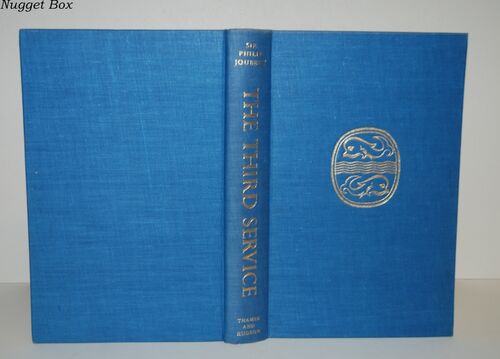 Nugget Box
SIR
PHILIP
JOUBERT
THE THIRD SERVICE
THAMES
AND
HUDSON